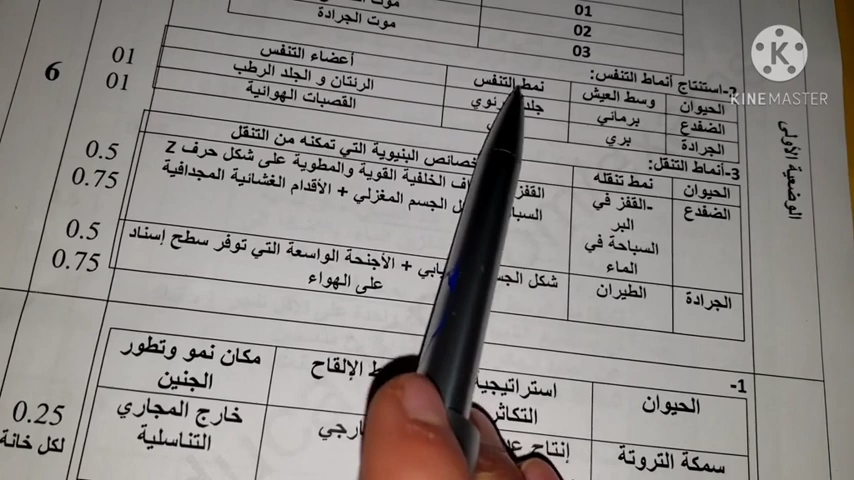 01
02 موت الجرادة
03
2-استنتاج أنماط التنفس:
الحيوان وسط العيش نمط التنفس أعضاء التنفس
الضفدع برمائي الرئتان و الجلد الرطب 01
الجرادة بري القصبات الهوائية 01
6
الوضعية الأولى
3-أنماط التنقل:
الحيوان نمط تنقله البنيوية التي تمكنه من التنقل
الضفدع -القفز في البر القفز الخلفية القوية والمطوية على شكل حرف Z 0.5
السباحة في الماء الجسم المغزلي + الأقدام الغشائية المجدافية 0.75
الجرادة الطيران شكل + الأجنحة الواسعة التي توفر سطح إسناد على الهواء
0.5
0.75
1-
الحيوان استراتيجية التكاثر الإلقاح مكان نمو وتطور الجنين
سمكة التروتة إنتاج خارج المجاري التناسلية
0.25
لكل خانة
KINEMASTER